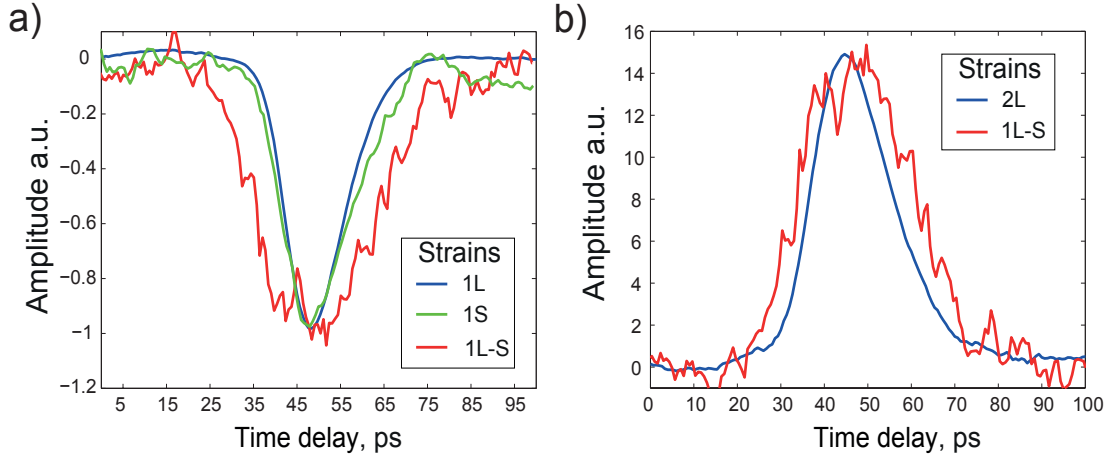 a)
Amplitude a.u.
0
−0.2
−0.4
−0.6
−0.8
−1.0
−1.2
5 15 25 35 45 55 65 75 85 95
Time delay, ps
Strains
1L
1S
1L-S
b)
Amplitude a.u.
16
14
12
10
8
6
4
2
0
0 10 20 30 40 50 60 70 80 90 100
Time delay, ps
Strains
2L
1L-S